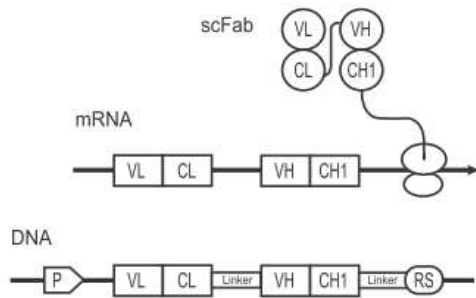 scFab
VL VH
CL CH1
mRNA
VL CL VH CH1
DNA
P VL CL Linker VH CH1 Linker RS